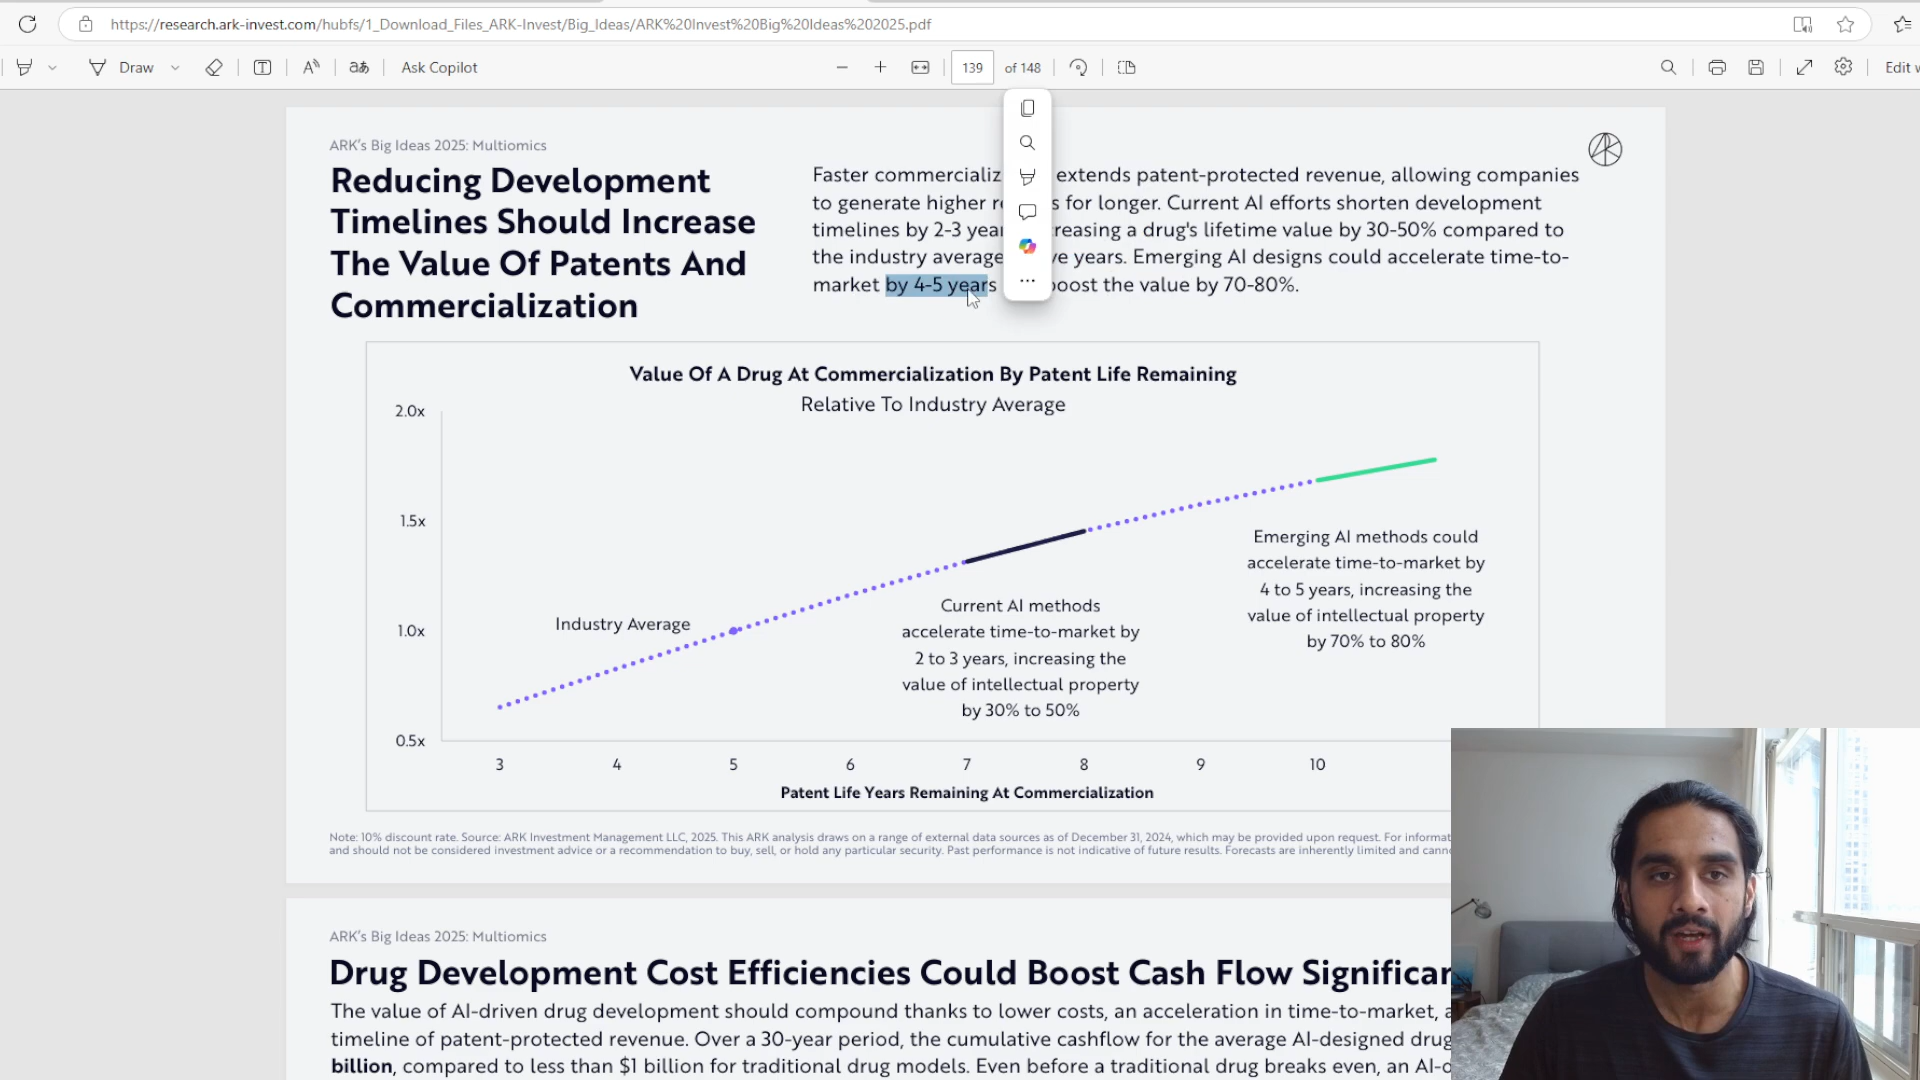 https://research.ark-invest.com/hubfs/1_Download_Files_ARK-Invest/Big_Ideas/ARK%20Invest%20Big%20Ideas%202025.pdf
Draw
Ask Copilot
139 of 148
Edit
ARK's Big Ideas 2025: Multiomics
Reducing Development
Timelines Should Increase
The Value Of Patents And
Commercialization
Faster commercializ extends patent-protected revenue, allowing companies
to generate higher re s for longer. Current AI efforts shorten development
timelines by 2-3 year reasing a drug's lifetime value by 30-50% compared to
the industry average ve years. Emerging AI designs could accelerate time-to-
market by 4-5 years boost the value by 70-80%.
Value Of A Drug At Commercialization By Patent Life Remaining
Relative To Industry Average
2.0x
1.5x
1.0x
0.5x
Industry Average
Current AI methods
accelerate time-to-market by
2 to 3 years, increasing the
value of intellectual property
by 30% to 50%
Emerging AI methods could
accelerate time-to-market by
4 to 5 years, increasing the
value of intellectual property
by 70% to 80%
3 4 5 6 7 8 9 10
Patent Life Years Remaining At Commercialization
Note: 10% discount rate. Source: ARK Investment Management LLC, 2025. This ARK analysis draws on a range of external data sources as of December 31, 2024, which may be provided upon request. For informat
and should not be considered investment advice or a recommendation to buy, sell, or hold any particular security. Past performance is not indicative of future results. Forecasts are inherently limited and cann
ARK's Big Ideas 2025: Multiomics
Drug Development Cost Efficiencies Could Boost Cash Flow Significan
The value of AI-driven drug development should compound thanks to lower costs, an acceleration in time-to-market, a
timeline of patent-protected revenue. Over a 30-year period, the cumulative cashflow for the average AI-designed drug
billion, compared to less than $1 billion for traditional drug models. Even before a traditional drug breaks even, an AI-d